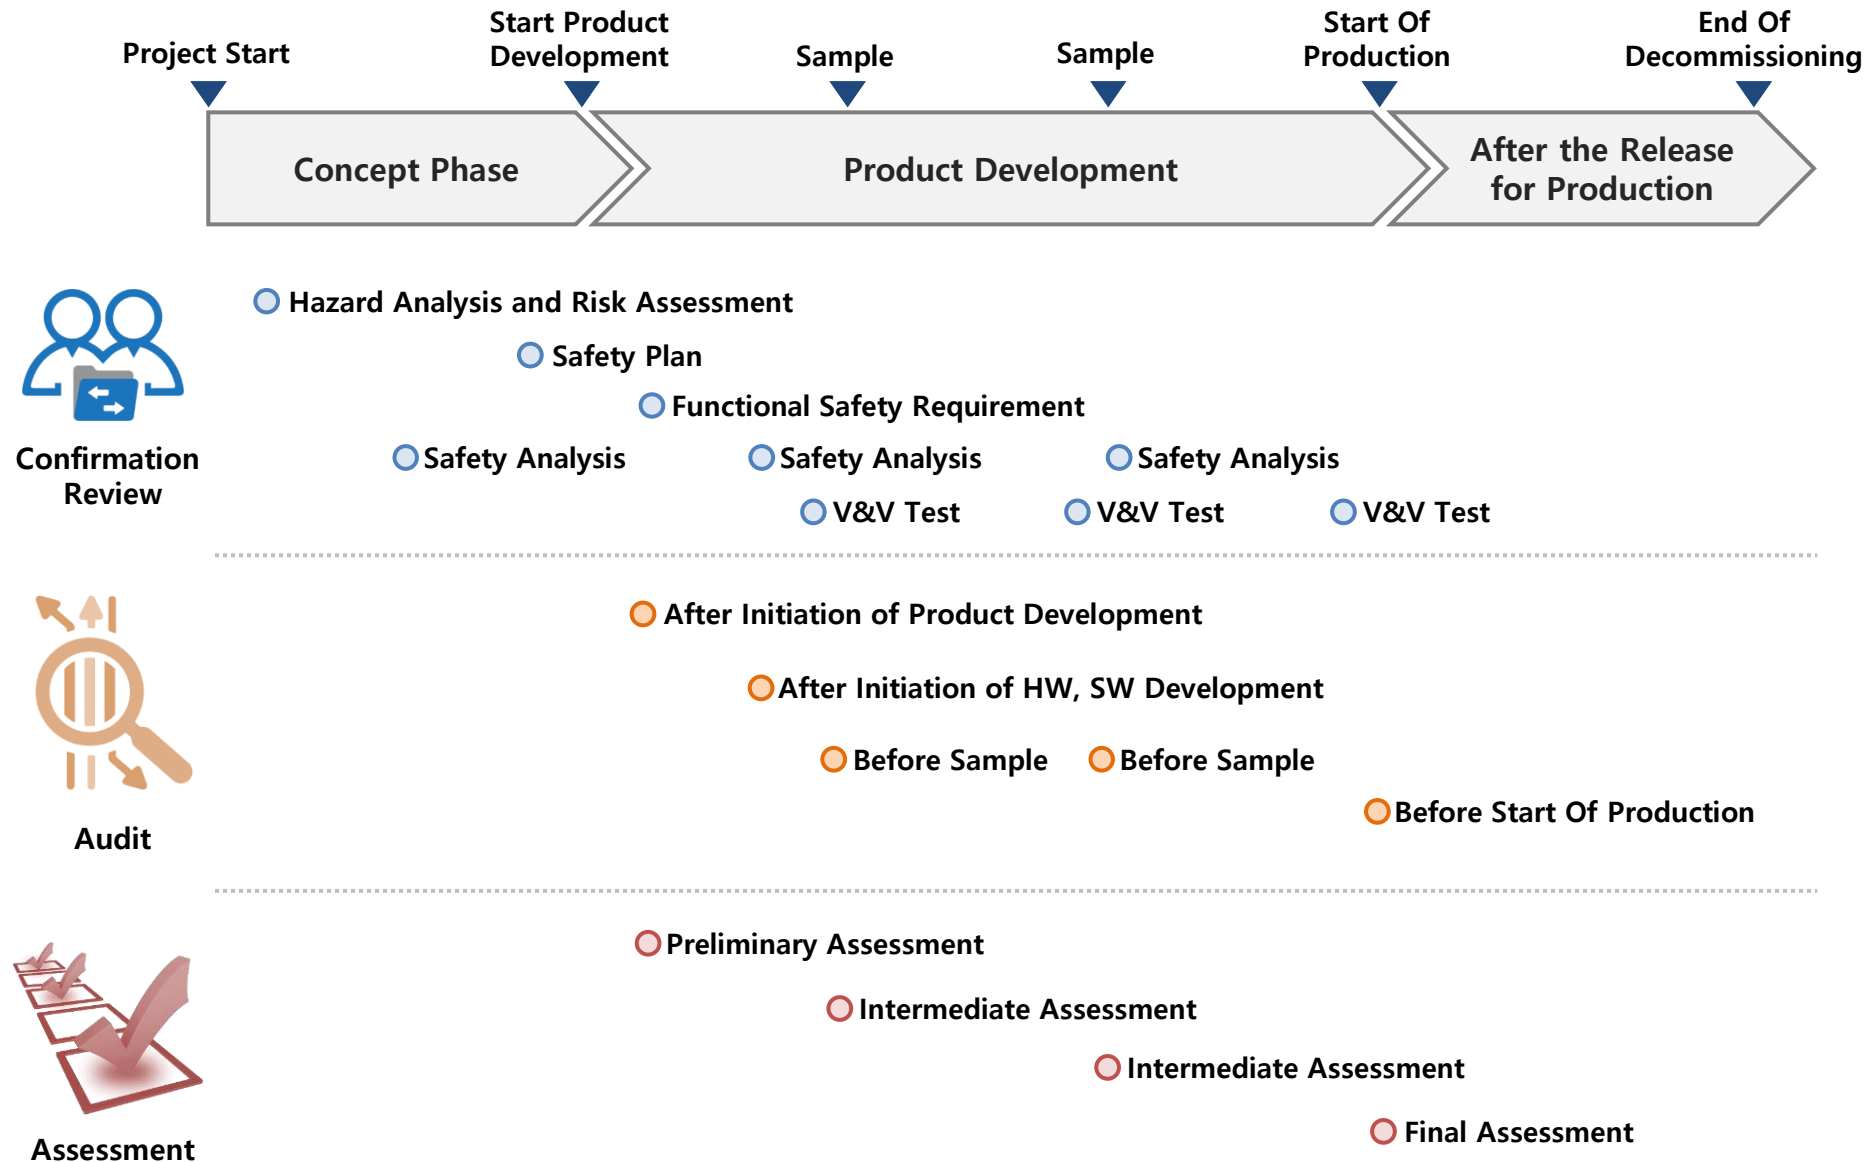 Project Start
Start Product
Development
Sample
Sample
Start Of
Production
End Of
Decommissioning
Concept Phase
Product Development
After the Release
for Production
Hazard Analysis and Risk Assessment
Safety Plan
Functional Safety Requirement
Confirmation
Review
Safety Analysis
Safety Analysis
Safety Analysis
V&V Test
V&V Test
V&V Test
After Initiation of Product Development
After Initiation of HW, SW Development
Before Sample
Before Sample
Before Start Of Production
Audit
Preliminary Assessment
Intermediate Assessment
Intermediate Assessment
Final Assessment
Assessment